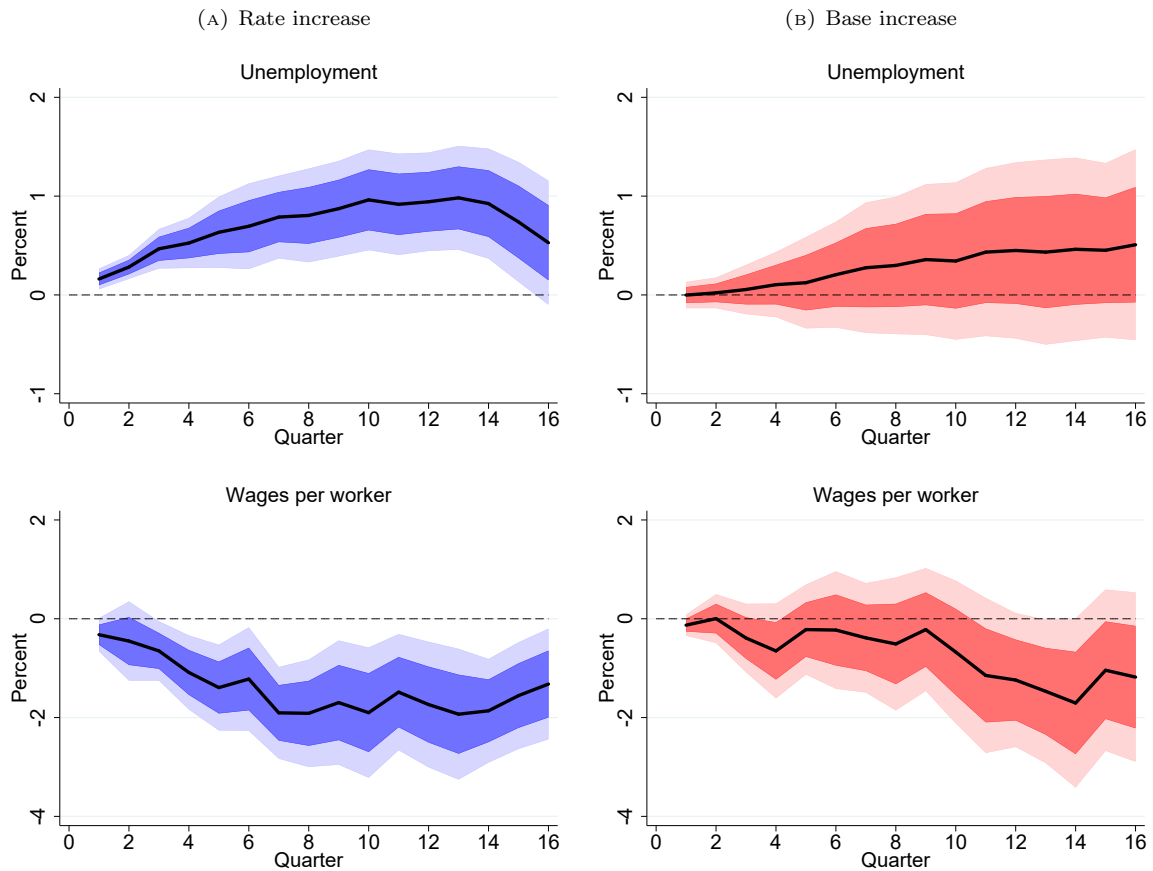 (A) Rate increase
Unemployment
2
1
0
-1
Percent
0 2 4 6 8 10 12 14 16
Quarter
Wages per worker
2
0
-2
-4
Percent
0 2 4 6 8 10 12 14 16
Quarter
(B) Base increase
Unemployment
2
1
0
-1
Percent
0 2 4 6 8 10 12 14 16
Quarter
Wages per worker
2
0
-2
-4
Percent
0 2 4 6 8 10 12 14 16
Quarter